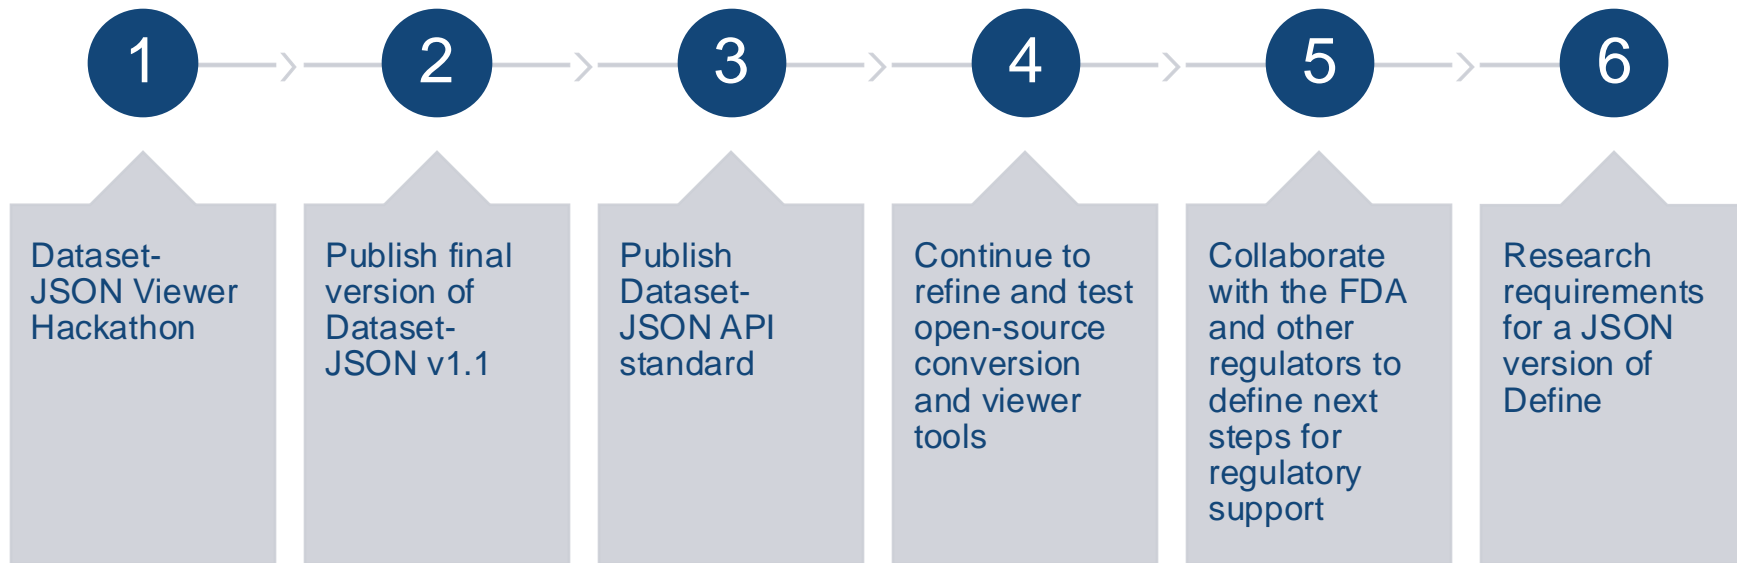 1
2
3
4
5
6
Dataset-
JSON Viewer
Hackathon
Publish final
version of
Dataset-
JSON v1.1
Publish
Dataset-
JSON API
standard
Continue to
refine and test
open-source
conversion
and viewer
tools
Collaborate
with the FDA
and other
regulators to
define next
steps for
regulatory
support
Research
requirements
for a JSON
version of
Define